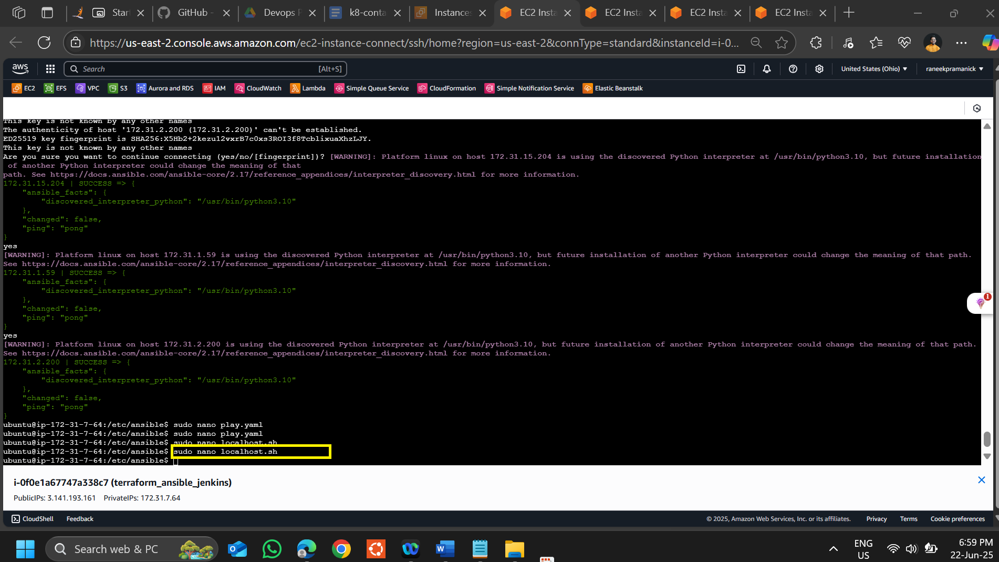 Star
GitHub -
Devops P
k8-conta
Instances
EC2 Insta
EC2 Insta
EC2 Insta
EC2 Insta
https://us-east-2.console.aws.amazon.com/ec2-instance-connect/ssh/home?region=us-east-2&connType=standard&instanceId=i-0...
aws
Search [Alt+S]
United States (Ohio)
raneekpramanick
EC2 EFS VPC S3 Aurora and RDS IAM CloudWatch Lambda Simple Queue Service CloudFormation Simple Notification Service Elastic Beanstalk
This key is not known by any other names
The authenticity of host '172.31.2.200 (172.31.2.200)' can't be established.
ED25519 key fingerprint is SHA256:X5Hb2+2kezu12vxrB7c0xs3ROI3f8TcblixuaXhzLJY.
This key is not known by any other names
Are you sure you want to continue connecting (yes/no/[fingerprint])? [WARNING]: Platform linux on host 172.31.15.204 is using the discovered Python interpreter at /usr/bin/python3.10, but future installation
of another Python interpreter could change the meaning of that
path. See https://docs.ansible.com/ansible-core/2.17/reference_appendices/interpreter_discovery.html for more information.
172.31.15.204 | SUCCESS => {
"ansible_facts": {
"discovered_interpreter_python": "/usr/bin/python3.10"
},
"changed": false,
"ping": "pong"
}
yes
[WARNING]: Platform linux on host 172.31.1.59 is using the discovered Python interpreter at /usr/bin/python3.10, but future installation of another Python interpreter could change the meaning of that path.
See https://docs.ansible.com/ansible-core/2.17/reference_appendices/interpreter_discovery.html for more information.
172.31.1.59 | SUCCESS => {
"ansible_facts": {
"discovered_interpreter_python": "/usr/bin/python3.10"
},
"changed": false,
"ping": "pong"
}
yes
[WARNING]: Platform linux on host 172.31.2.200 is using the discovered Python interpreter at /usr/bin/python3.10, but future installation of another Python interpreter could change the meaning of that path.
See https://docs.ansible.com/ansible-core/2.17/reference_appendices/interpreter_discovery.html for more information.
172.31.2.200 | SUCCESS => {
"ansible_facts": {
"discovered_interpreter_python": "/usr/bin/python3.10"
},
"changed": false,
"ping": "pong"
}
ubuntu@ip-172-31-7-64:/etc/ansible$ sudo nano play.yaml
ubuntu@ip-172-31-7-64:/etc/ansible$ sudo nano play.yaml
ubuntu@ip-172-31-7-64:/etc/ansible$ sudo nano localhost.sh
ubuntu@ip-172-31-7-64:/etc/ansible$ sudo nano localhost.sh
ubuntu@ip-172-31-7-64:/etc/ansible$
1
i-0f0e1a67747a338c7 (terraform_ansible_jenkins)
PublicIPs: 3.141.193.161 PrivateIPs: 172.31.7.64
CloudShell Feedback © 2025, Amazon Web Services, Inc. or its affiliates. Privacy Terms Cookie preferences
Search web & PC
ENG
US
6:59 PM
22-Jun-25